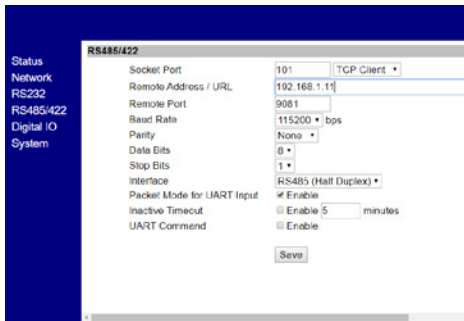 Status
Network
RS232
RS485/422
Digital IO
System
RS485/422
Socket Port 101 TCP Client
Remote Address / URL 192.168.1.11
Remote Port 9081
Baud Rate 115200 bps
Parity None
Data Bits 8
Stop Bits 1
Interface RS485 (Half Duplex)
Packet Mode for UART Input Enable
Inactive Timeout Enable 5 minutes
UART Command Enable
Save